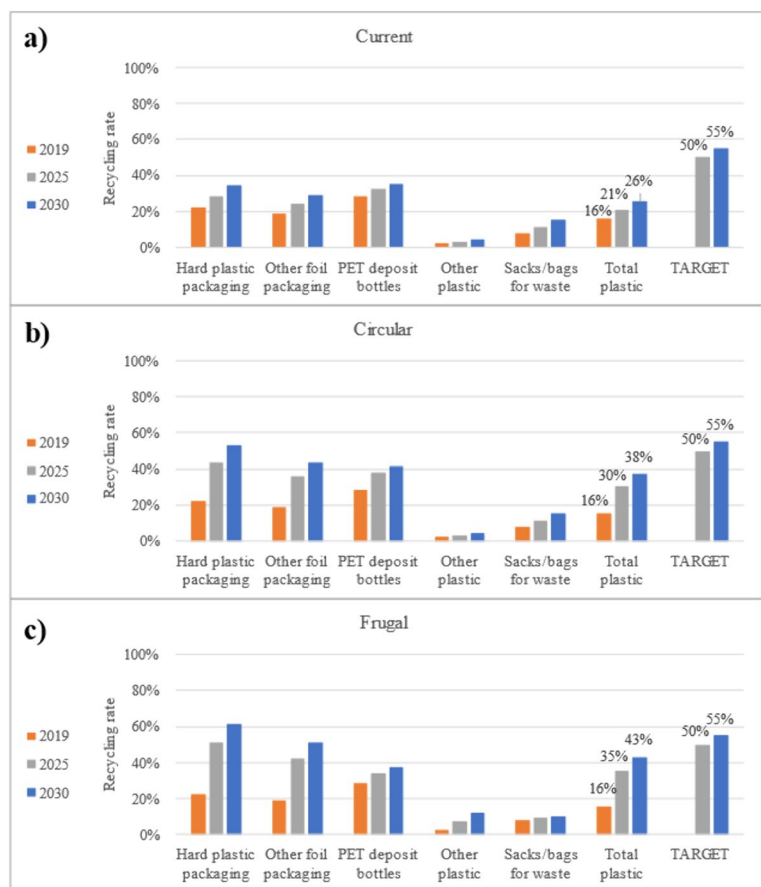 a)
Current
100%
80%
60%
40%
20%
0%
Recycling rate
2019
2025
2030
16%
21%
26%
50%
55%
Hard plastic
packaging
Other foil
packaging
PET deposit
bottles
Other
plastic
Sacks/bags
for waste
Total
plastic
TARGET
b)
Circular
100%
80%
60%
40%
20%
0%
Recycling rate
2019
2025
2030
16%
30%
38%
50%
55%
Hard plastic
packaging
Other foil
packaging
PET deposit
bottles
Other
plastic
Sacks/bags
for waste
Total
plastic
TARGET
c)
Frugal
100%
80%
60%
40%
20%
0%
Recycling rate
2019
2025
2030
16%
35%
43%
50%
55%
Hard plastic
packaging
Other foil
packaging
PET deposit
bottles
Other
plastic
Sacks/bags
for waste
Total
plastic
TARGET